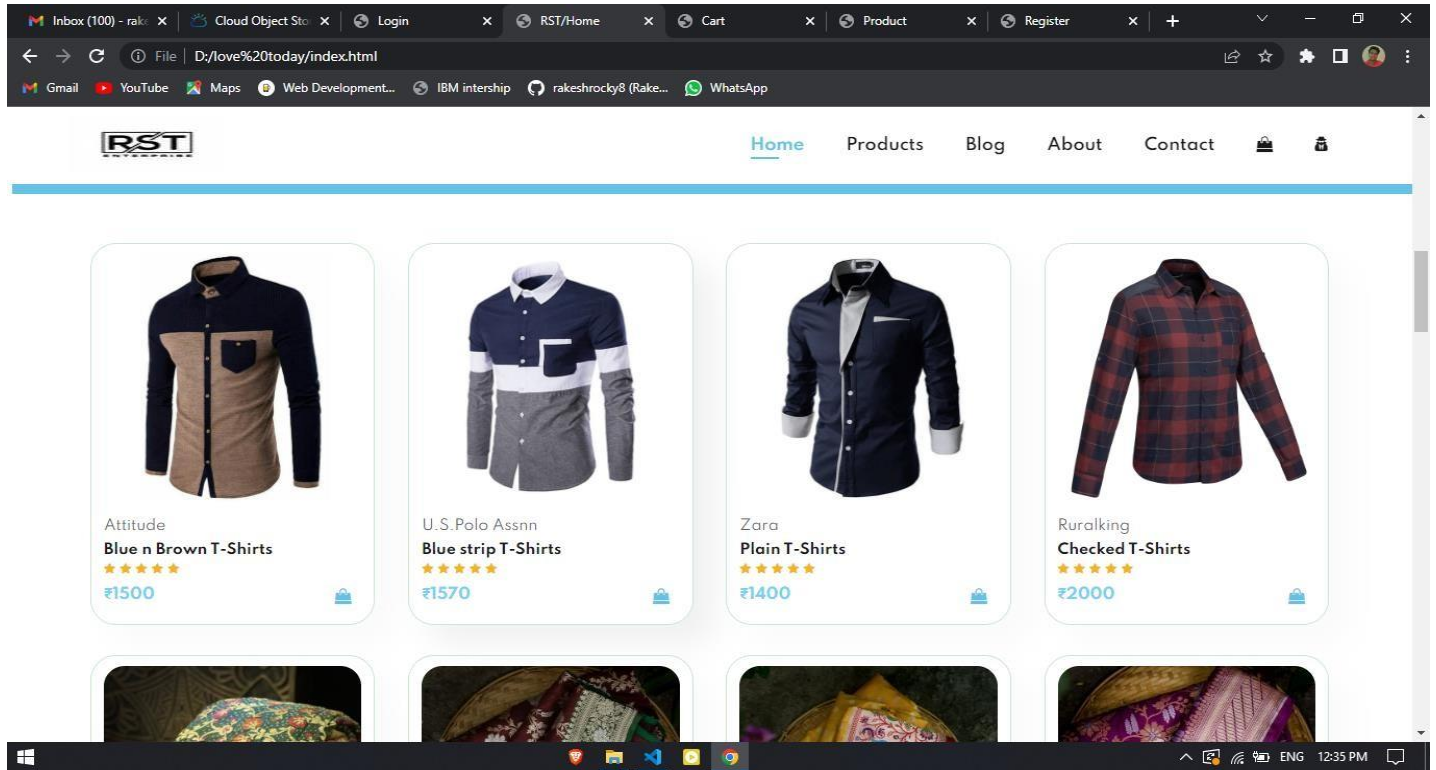 Inbox (100) - rake
Cloud Object Sto
Login
RST/Home
Cart
Product
Register
File
D:/love%20today/index.html
Gmail
YouTube
Maps
Web Development...
IBM intership
rakeshrocky8 (Rake...
WhatsApp
RST
ENTERPRISE
Home
Products
Blog
About
Contact
Attitude
Blue n Brown T-Shirts
₹1500
U.S.Polo Assnn
Blue strip T-Shirts
₹1570
Zara
Plain T-Shirts
₹1400
Ruralking
Checked T-Shirts
₹2000
ENG
12:35 PM